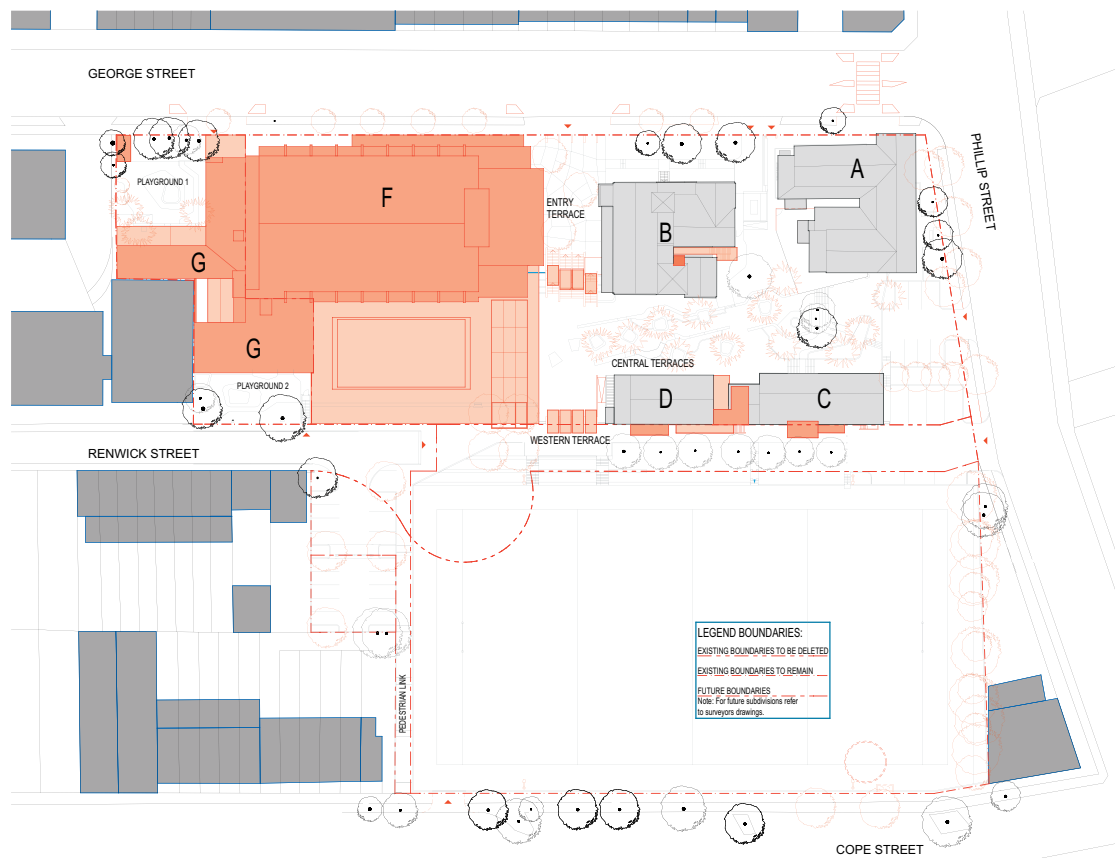 GEORGE STREET
PHILLIP STREET
A
PLAYGROUND 1
F
ENTRY
TERRACE
B
G
G
CENTRAL TERRACES
PLAYGROUND 2
D
C
WESTERN TERRACE
RENWICK STREET
LEGEND BOUNDARIES:
EXISTING BOUNDARIES TO BE DELETED
EXISTING BOUNDARIES TO REMAIN
FUTURE BOUNDARIES
Note: For future subdivisions refer
to surveyors drawings.
PEDESTRIAN LINK
COPE STREET